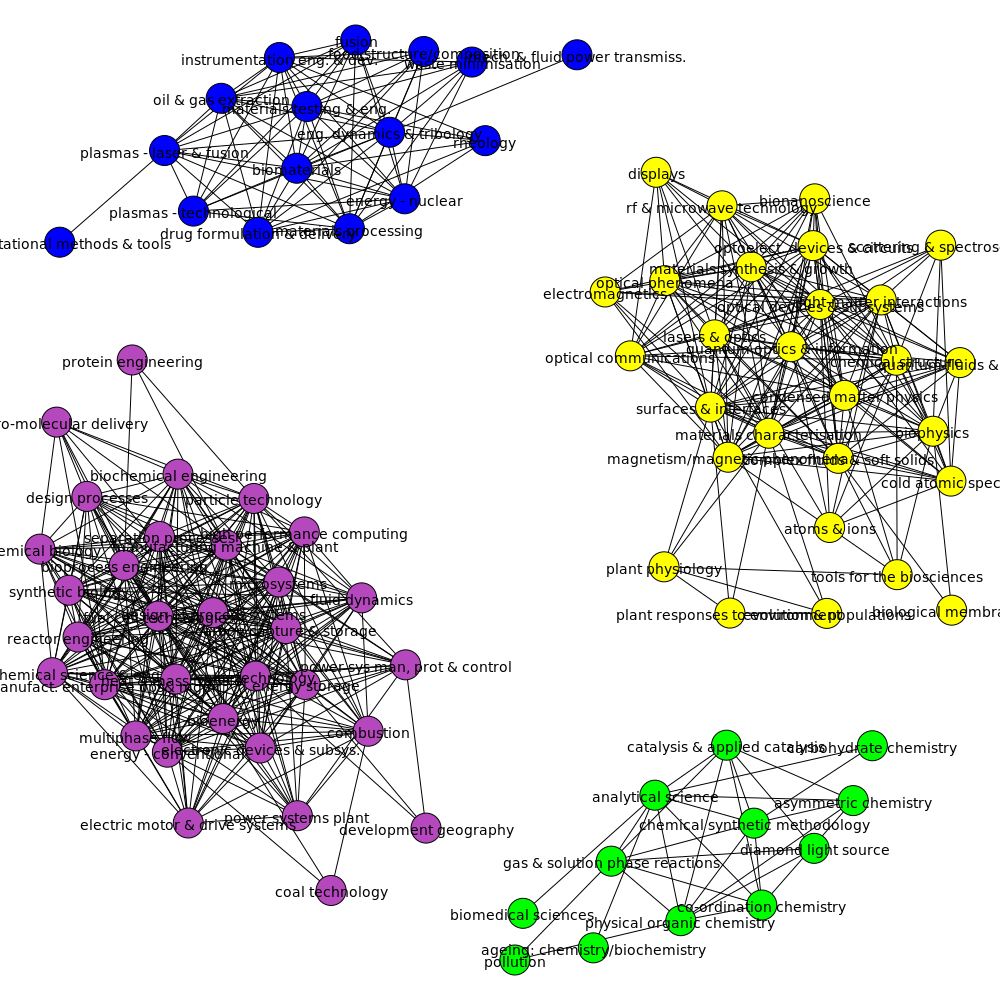 fusion
food structure/composition
mech. & fluid power transmiss.
instrumentation eng. & dev.
waste minimisation
oil & gas extraction
materials testing & eng.
eng. dynamics & tribology
rheology
plasmas - laser & fusion
biomaterials
energy - nuclear
plasmas - technological
drug formulation & delivery
materials processing
tational methods & tools
displays
bionanoscience
rf & microwave technology
optoelect. devices & circuits
scattering & spectros
materials synthesis & growth
optical phenomena
electromagnetics
light-matter interactions
optical devices & subsystems
lasers & optics
quantum optics & information
optical communications
chemical structure
quantum fluids &
condensed matter physics
surfaces & interfaces
materials characterisation
biophysics
magnetism/magnetic phenomena
complex fluids & soft solids
cold atomic spec
atoms & ions
plant physiology
tools for the biosciences
plant responses to environment
evolution & populations
biological membra
protein engineering
ro-molecular delivery
biochemical engineering
design processes
particle technology
separation processes
high performance computing
manufacturing machine & plant
emical biology
bioprocess engineering
microsystems
synthetic biology
fluid dynamics
reactor engineering
carbon capture & storage
power sys man, prot & control
hemical science &
anufact. enterprise
energy storage
multiphase flow
bioenergy
combustion
energy - conventional
electronic devices & subsys.
electric motor & drive systems
power systems plant
development geography
coal technology
catalysis & applied catalysis
carbohydrate chemistry
analytical science
asymmetric chemistry
chemical synthetic methodology
diamond light source
gas & solution phase reactions
co-ordination chemistry
biomedical sciences
physical organic chemistry
ageing: chemistry/biochemistry
pollution